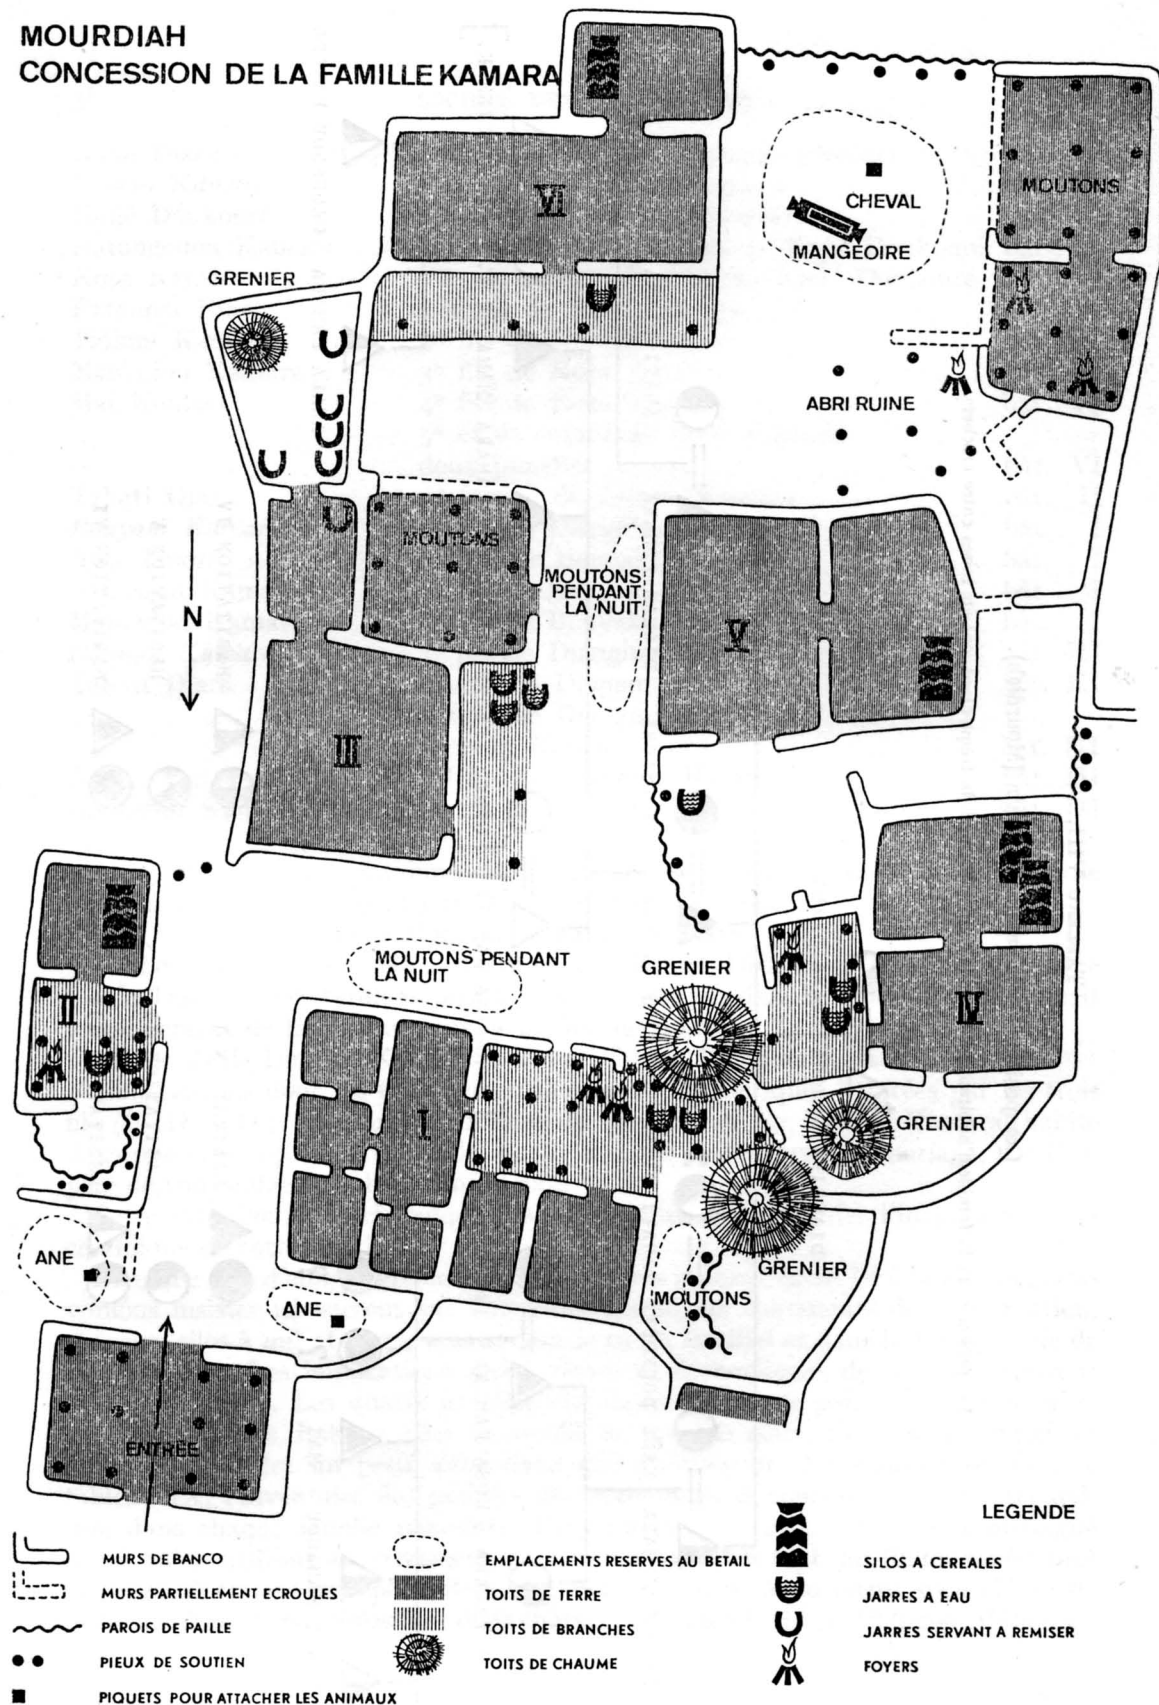 MOURDIAH
CONCESSION DE LA FAMILLE KAMARA
VI
CHEVAL
MANGEOIRE
MOUTONS
GRENIER
ABRI RUINE
MOUTONS
MOUTONS
PENDANT
LA NUIT
N
V
III
MOUTONS PENDANT
LA NUIT
GRENIER
II
IV
I
GRENIER
ANE
GRENIER
ANE
MOUTONS
ENTRÉE
LEGENDE
MURS DE BANCO
MURS PARTIELLEMENT ECROULES
PAROIS DE PAILLE
PIEUX DE SOUTIEN
PIQUETS POUR ATTACHER LES ANIMAUX
EMPLACEMENTS RESERVES AU BETAIL
TOITS DE TERRE
TOITS DE BRANCHES
TOITS DE CHAUME
SILOS A CEREALES
JARRES A EAU
JARRES SERVANT A REMISER
FOYERS